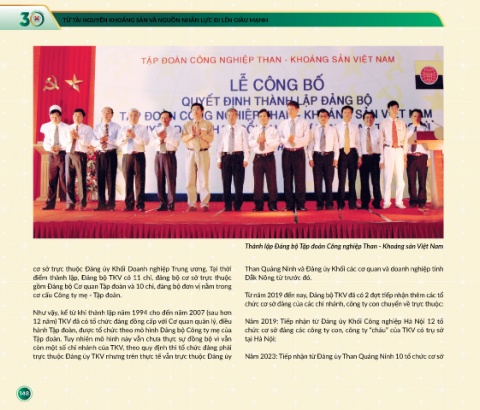 30 TỪ TÀI NGUYÊN KHOÁNG SẢN VÀ NGUỒN NHÂN LỰC ĐI LÊN GIÀU MẠNH
TẬP ĐOÀN CÔNG NGHIỆP THAN - KHOÁNG SẢN VIỆT NAM
LỄ CÔNG BỐ
QUYẾT ĐỊNH THÀNH LẬP ĐẢNG BỘ
TẬP ĐOÀN CÔNG NGHIỆP THAN - KHOÁNG SẢN VIỆT NAM
Thành lập Đảng bộ Tập đoàn Công nghiệp Than - Khoáng sản Việt Nam
cơ sở trực thuộc Đảng ủy Khối Doanh nghiệp Trung ương. Tại thời
điểm thành lập, Đảng bộ TKV có 11 chi, đảng bộ cơ sở trực thuộc
gồm Đảng bộ Cơ quan Tập đoàn và 10 chi, đảng bộ đơn vị nằm trong
cơ cấu Công ty mẹ - Tập đoàn.
Như vậy, kể từ khi thành lập năm 1994 cho đến năm 2007 (sau hơn
12 năm) TKV đã có tổ chức đảng đồng cấp với Cơ quan quản lý, điều
hành Tập đoàn, được tổ chức theo mô hình Đảng bộ Công ty mẹ của
Tập đoàn. Tuy nhiên mô hình này vẫn chưa thực sự đồng bộ vì vẫn
còn một số chi nhánh của TKV, theo quy định thì tổ chức đảng phải
trực thuộc Đảng ủy TKV nhưng trên thực tế vẫn trực thuộc Đảng ủy
Than Quảng Ninh và Đảng ủy Khối các cơ quan và doanh nghiệp tỉnh
Đắk Nông từ trước đó.
Từ năm 2019 đến nay, Đảng bộ TKV đã có 2 đợt tiếp nhận thêm các tổ
chức cơ sở đảng của các chi nhánh, công ty con chuyển về trực thuộc:
Năm 2019: Tiếp nhận từ Đảng ủy Khối Công nghiệp Hà Nội 12 tổ
chức cơ sở đảng các công ty con, công ty "cháu" của TKV có trụ sở
tại Hà Nội;
Năm 2023: Tiếp nhận từ Đảng ủy Than Quảng Ninh 10 tổ chức cơ sở
148